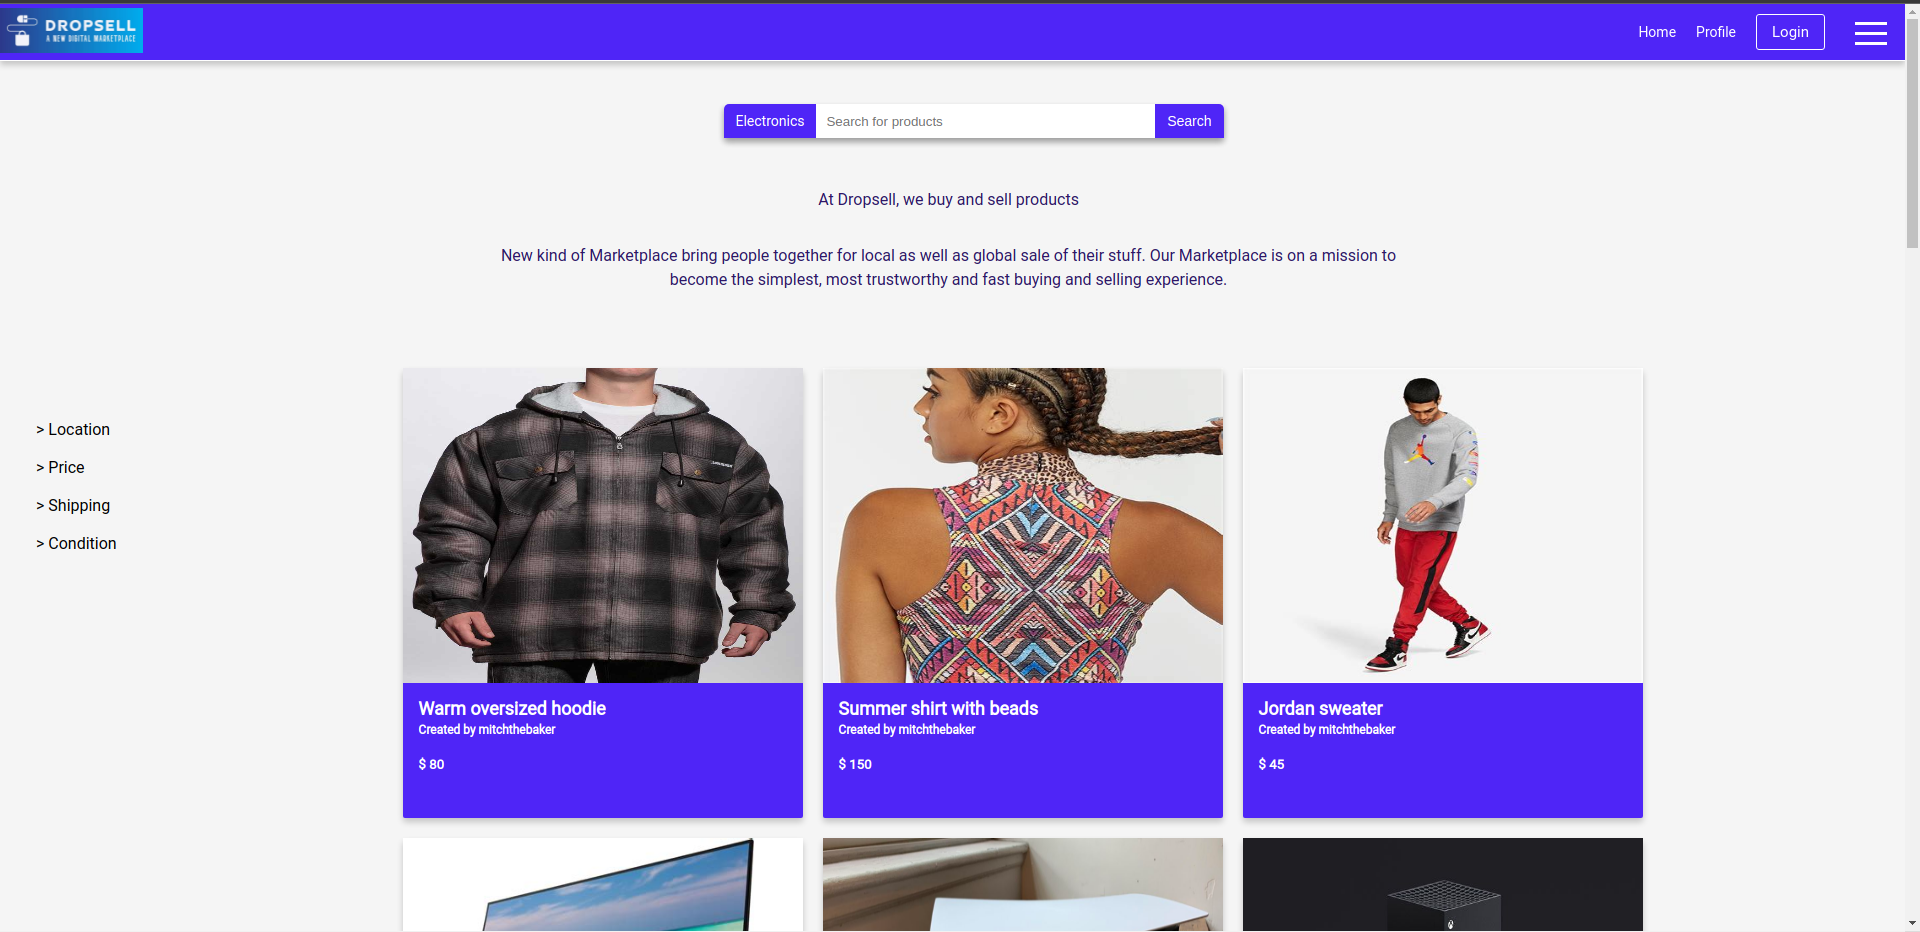 DROPSELL
A NEW DIGITAL MARKETPLACE
Home Profile Login
Electronics Search for products Search
At Dropsell, we buy and sell products
New kind of Marketplace bring people together for local as well as global sale of their stuff. Our Marketplace is on a mission to
become the simplest, most trustworthy and fast buying and selling experience.
> Location
> Price
> Shipping
> Condition
Warm oversized hoodie
Created by mitchthebaker
$ 80
Summer shirt with beads
Created by mitchthebaker
$ 150
Jordan sweater
Created by mitchthebaker
$ 45